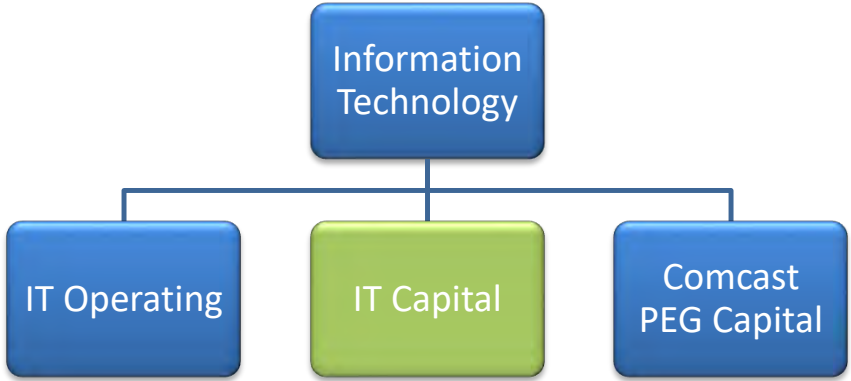 Information
Technology
IT Operating
IT Capital
Comcast
PEG Capital